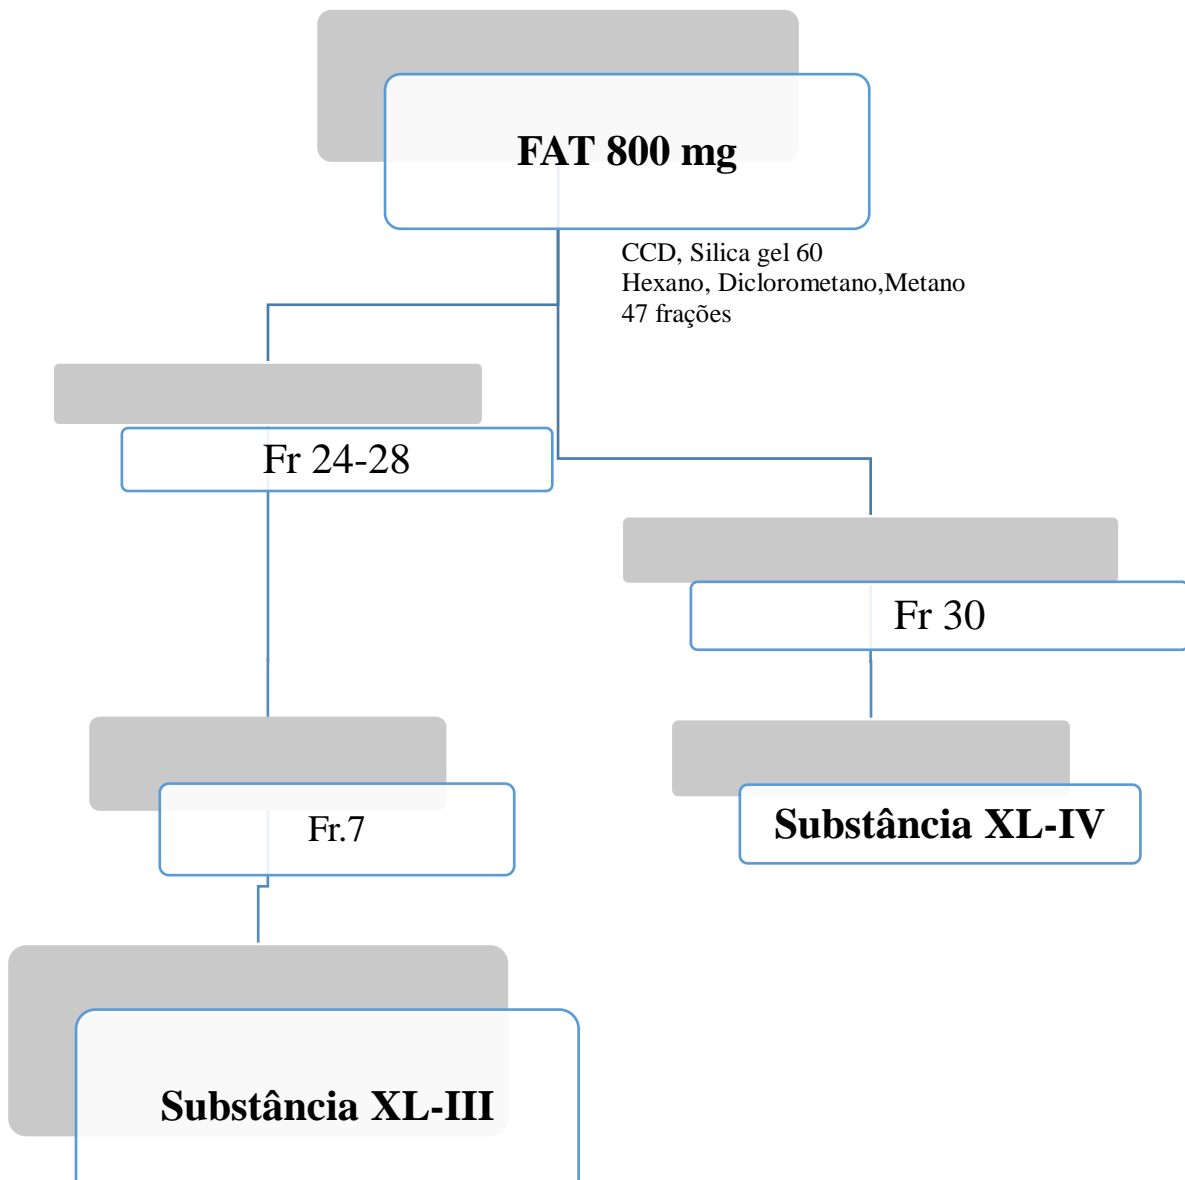 FAT 800 mg
CCD, Silica gel 60
Hexano, Diclorometano,Metano
47 frações
Fr 24-28
Fr 30
Fr.7
Substância XL-IV
Substância XL-III